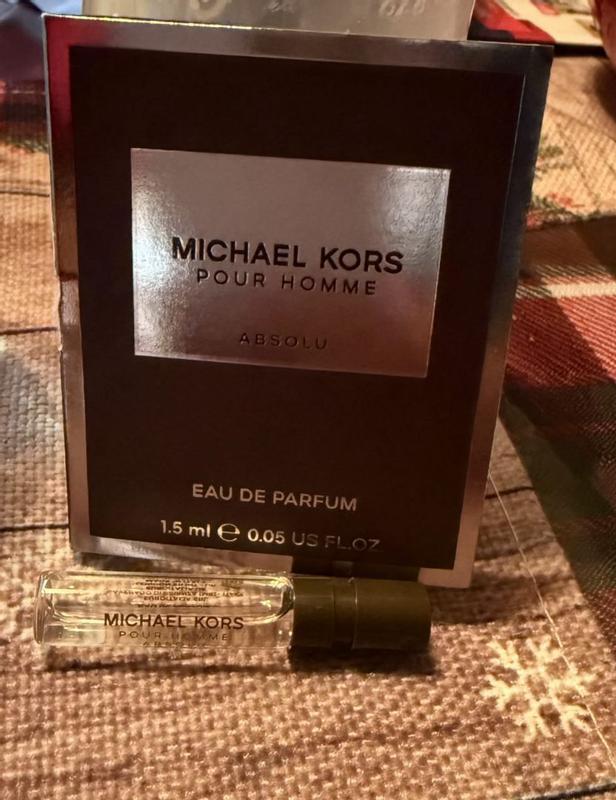 MICHAEL KORS
POUR HOMME
ABSOLU
EAU DE PARFUM
1.5 ml ℮ 0.05 US FL.OZ
MICHAEL KORS
POUR HOMME
ABSOLU